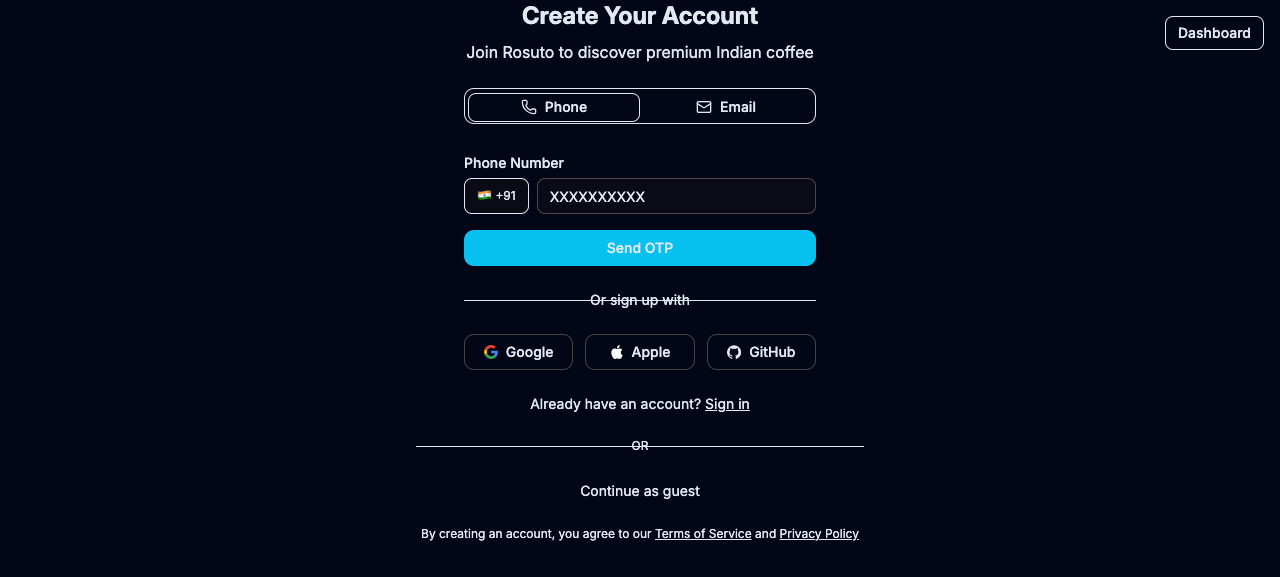 Create Your Account
Dashboard
Join Rosuto to discover premium Indian coffee
Phone
Email
Phone Number
+91
XXXXXXXXXX
Send OTP
Or sign up with
Google
Apple
GitHub
Already have an account? Sign in
OR
Continue as guest
By creating an account, you agree to our Terms of Service and Privacy Policy